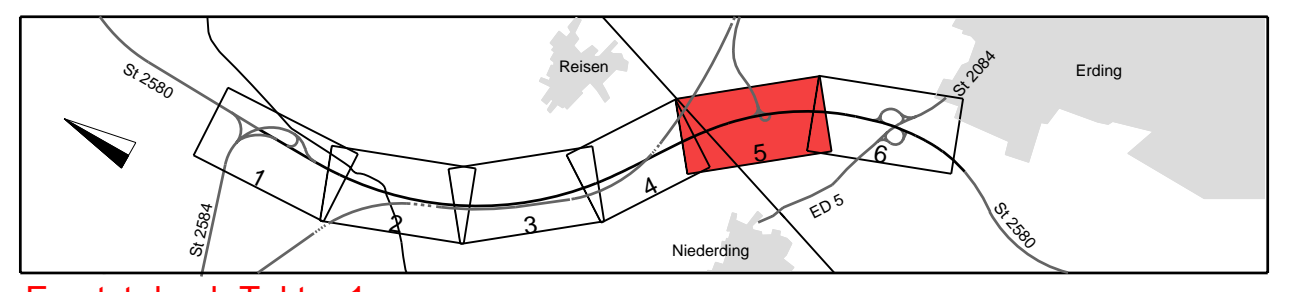 Reisen
Erding
St 2580
St 2084
1
2
3
4
5
6
St 2584
ED 5
Niederding
St 2580